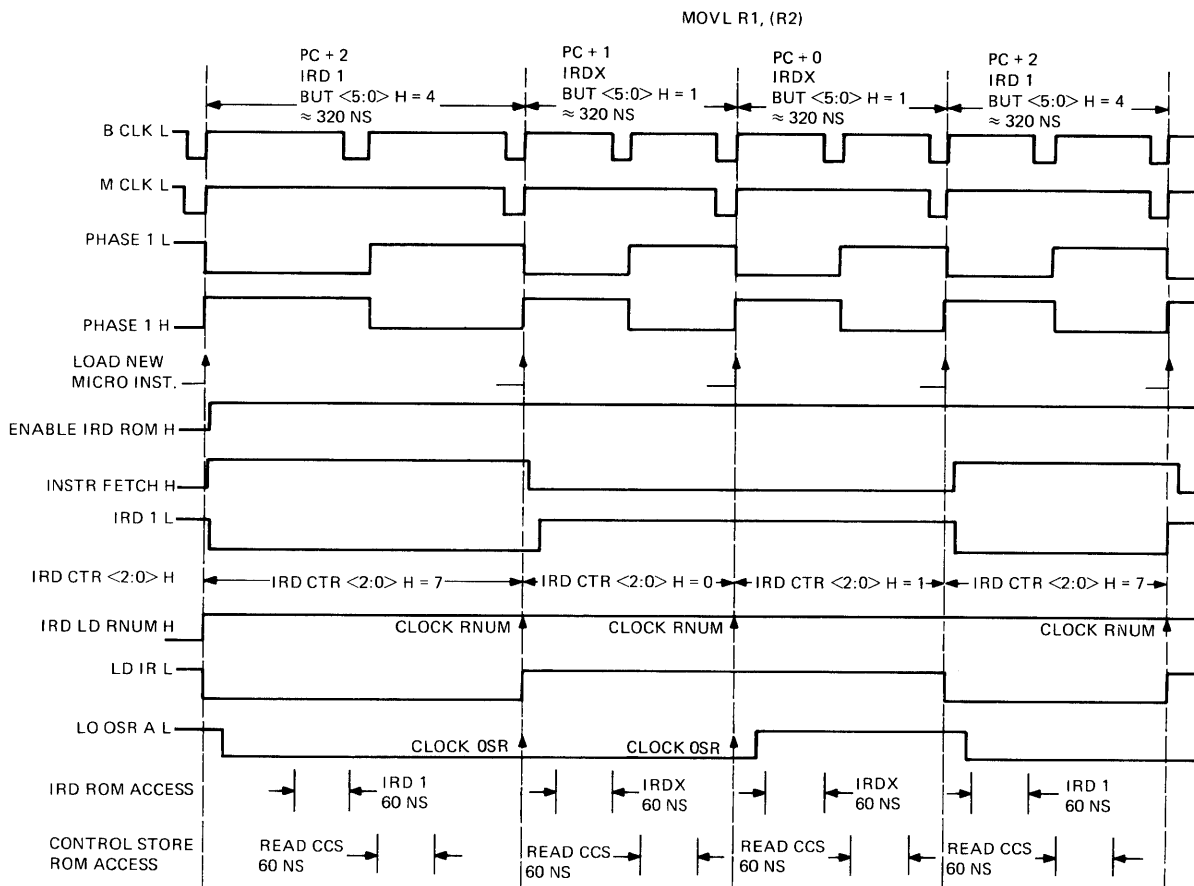 MOVL R1, (R2)
PC + 2
IRD 1
BUT <5:0> H = 4
≈ 320 NS
PC + 1
IRDX
BUT <5:0> H = 1
≈ 320 NS
PC + 0
IRDX
BUT <5:0> H = 1
≈ 320 NS
PC + 2
IRD 1
BUT <5:0> H = 4
≈ 320 NS
B CLK L
M CLK L
PHASE 1 L
PHASE 1 H
LOAD NEW
MICRO INST.
ENABLE IRD ROM H
INSTR FETCH H
IRD 1 L
IRD CTR <2:0> H
IRD CTR <2:0> H = 7
IRD CTR <2:0> H = 0
IRD CTR <2:0> H = 1
IRD CTR <2:0> H = 7
IRD LD RNUM H
CLOCK RNUM
CLOCK RNUM
CLOCK RNUM
LD IR L
LO OSR A L
CLOCK OSR
CLOCK OSR
IRD ROM ACCESS
IRD 1
60 NS
IRDX
60 NS
IRDX
60 NS
IRD 1
60 NS
CONTROL STORE
ROM ACCESS
READ CCS
60 NS
READ CCS
60 NS
READ CCS
60 NS
READ CCS
60 NS